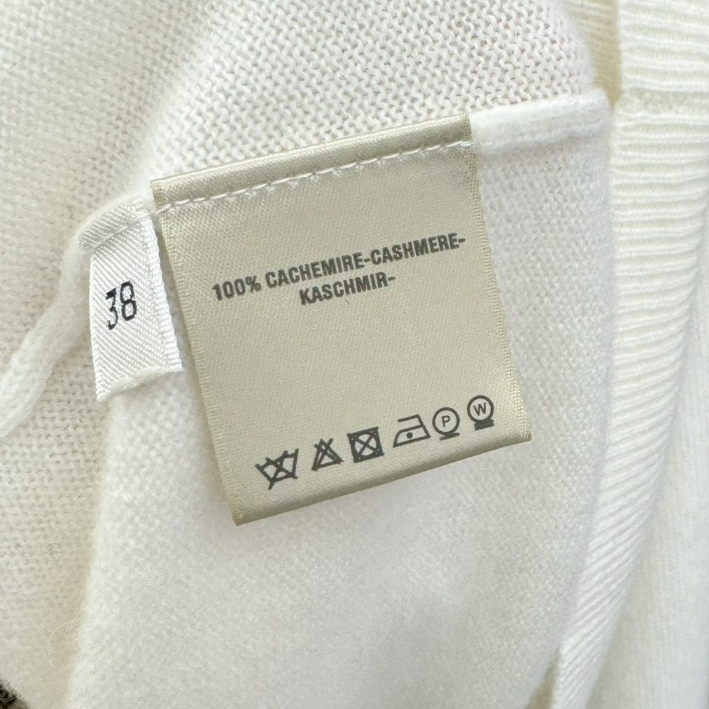 100% CACHEMIRE-CASHMERE-
KASCHMIR-
38
P W